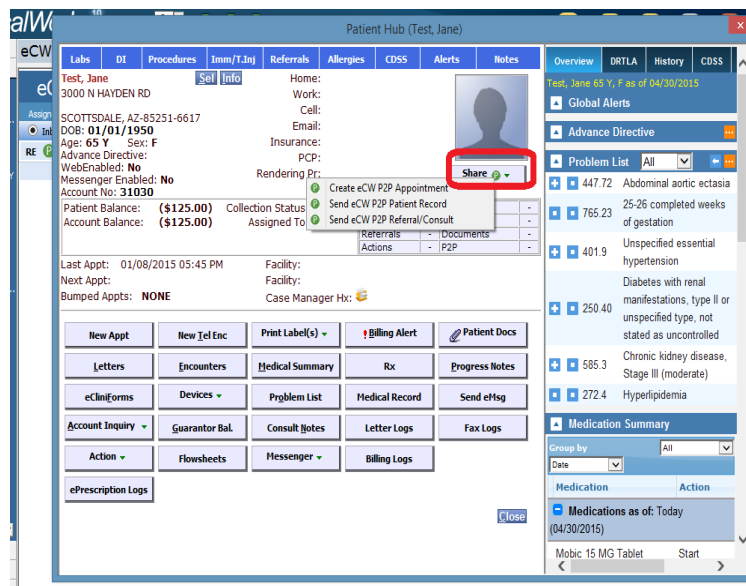 alWo
10
Patient Hub (Test, Jane)
x
eCW
eC
Assign
Inb
RE
Labs DI Procedures Imm/T.Inj Referrals Allergies CDSS Alerts Notes
Test, Jane Sel Info Home:
3000 N HAYDEN RD Work:
Cell:
SCOTTSDALE, AZ-85251-6617 Email:
DOB: 01/01/1950
Age: 65 Y Sex: F Insurance:
Advance Directive: PCP:
WebEnabled: No Rendering Pr:
Messenger Enabled: No
Account No: 31030
Share
Create eCW P2P Appointment
Send eCW P2P Patient Record
Send eCW P2P Referral/Consult
Patient Balance: ($125.00) Collection Status
Account Balance: ($125.00) Assigned To
Referrals - Documents -
Actions - P2P -
Last Appt: 01/08/2015 05:45 PM Facility:
Next Appt: Facility:
Bumped Appts: NONE Case Manager Hx:
New Appt New Tel Enc Print Label(s) !Billing Alert Patient Docs
Letters Encounters Medical Summary Rx Progress Notes
eCliniForms Devices Problem List Medical Record Send eMsg
Account Inquiry Guarantor Bal. Consult Notes Letter Logs Fax Logs
Action Flowsheets Messenger Billing Logs
ePrescription Logs
Close
Overview DRTLA History CDSS
Test, Jane 65 Y, F as of 04/30/2015
Global Alerts
Advance Directive
Problem List All
447.72 Abdominal aortic ectasia
765.23 25-26 completed weeks
of gestation
401.9 Unspecified essential
hypertension
250.40 Diabetes with renal
manifestations, type II or
unspecified type, not
stated as uncontrolled
585.3 Chronic kidney disease,
Stage III (moderate)
272.4 Hyperlipidemia
Medication Summary
Group by All
Date
Medication Action
Medications as of: Today
(04/30/2015)
Mobic 15 MG Tablet Start